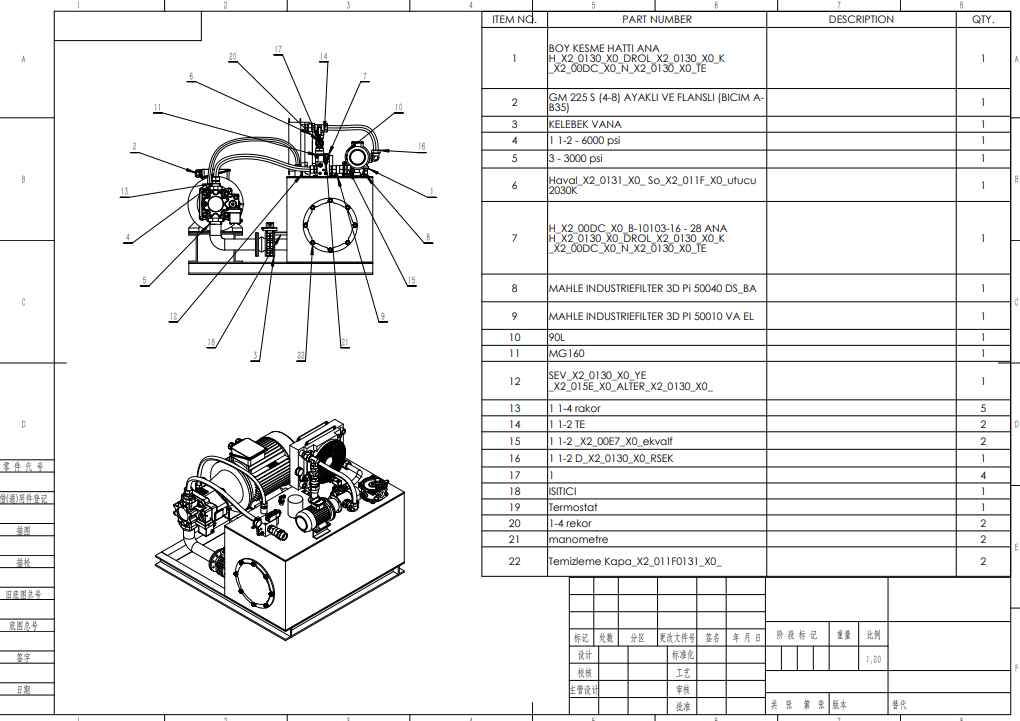 1 2 3 4 5 6 7 8
ITEM NO. PART NUMBER DESCRIPTION QTY.
1 BOY KESME HATTI ANA
H_X2_0130_X0_DROL_X2_0130_X0_K
_X2_00DC_X0_N_X2_0130_X0_TE 1
2 GM 225 S (4-8) AYAKLI VE FLANSLI (BICIM A-
B35) 1
3 KELEBEK VANA 1
4 1 1-2 - 6000 psi 1
5 3 - 3000 psi 1
6 Haval_X2_0131_X0_ So_X2_011F_X0_utucu
2030K 1
7 H_X2_00DC_X0_B-10103-16 - 28 ANA
H_X2_0130_X0_DROL_X2_0130_X0_K
_X2_00DC_X0_N_X2_0130_X0_TE 1
8 MAHLE INDUSTRIEFILTER 3D Pi 50040 DS_BA 1
9 MAHLE INDUSTRIEFILTER 3D PI 50010 VA EL 1
10 90L 1
11 MG160 1
12 SEV_X2_0130_X0_YE
_X2_015E_X0_ALTER_X2_0130_X0_ 1
13 1 1-4 rakor 5
14 1 1-2 TE 2
15 1 1-2 _X2_00E7_X0_ekvalf 2
16 1 1-2 D_X2_0130_X0_RSEK 1
17 1 4
18 ISITICI 1
19 Termostat 1
20 1-4 rekor 2
21 manometre 2
22 Temizleme Kapa_X2_011F0131_X0_ 2
17
20 14
6 7
11 10
2 16
13 1
4 8
5 15
12 9
18 21
3 22
A A
B B
C C
D D
E
F
零件代号
借(通)用件登记
描图
描校
旧底图总号
底图总号
签字
日期
标记 处数 分区 更改文件号 签名 年月日
设计 标准化
校核 工艺
主管设计 审核
批准
阶段标记 重量 比例
1:20
共 张 第 张 版本 替代
1 2 3 4 5 6 7 8